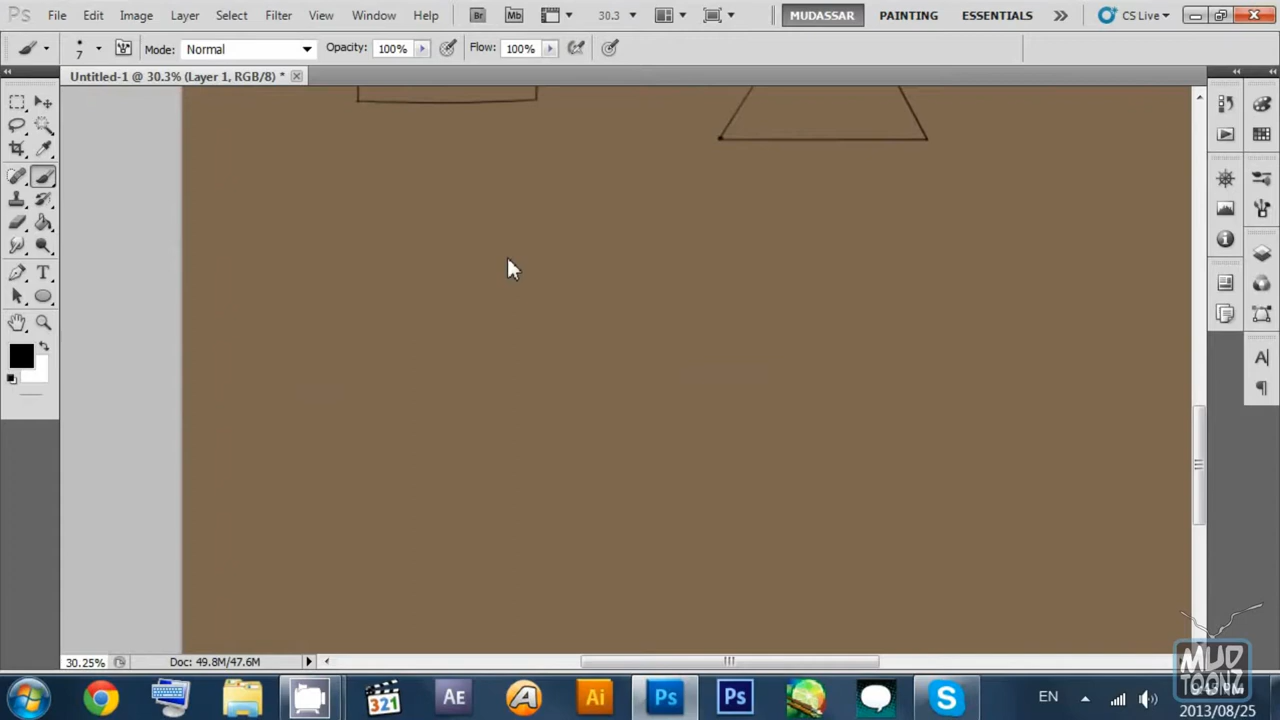 Ps File Edit Image Layer Select Filter View Window Help Br Mb 30.3 MUDASSAR PAINTING ESSENTIALS CS Live
7 Mode: Normal Opacity: 100% Flow: 100%
Untitled-1 @ 30.3% (Layer 1, RGB/8) *
T
A
30.25% Doc: 49.8M/47.6M
321 AE Ai Ps Ps S EN
MUD
TOONZ
2013/08/25